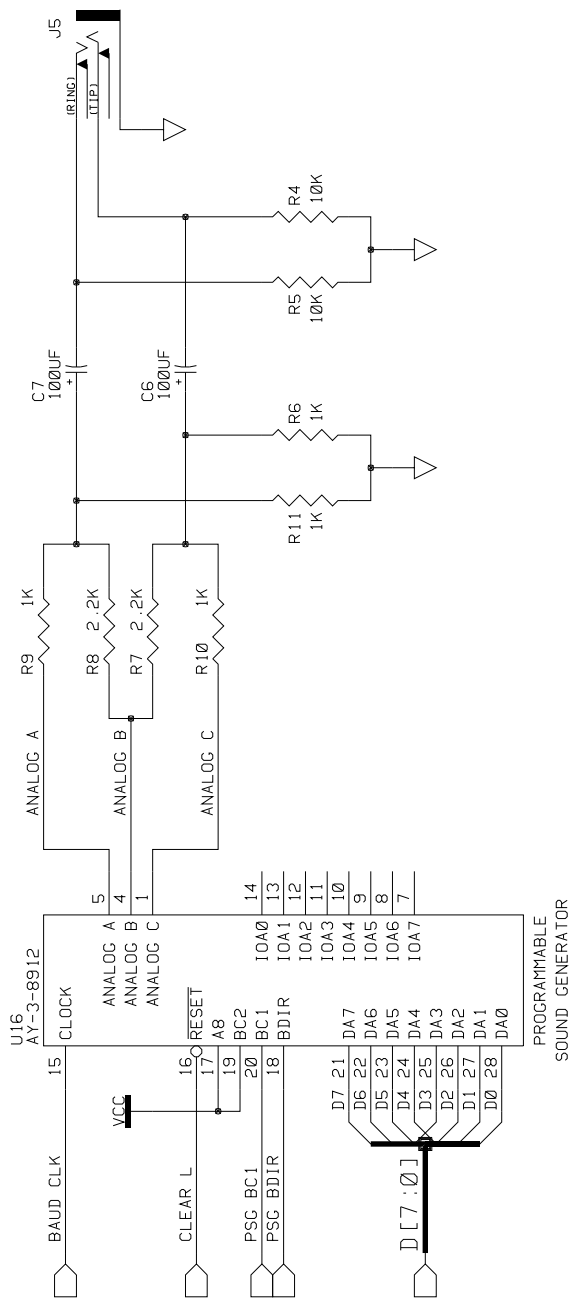 U16
AY-3-8912
BAUD CLK
15
CLOCK
ANALOG A
5
ANALOG B
4
ANALOG C
1
ANALOG A
ANALOG B
ANALOG C
R9
1K
R8
2.2K
R7
2.2K
R10
1K
C7
100UF
+
C6
100UF
+
R11
1K
R6
1K
R5
10K
R4
10K
J5
(RING)
(TIP)
VCC
CLEAR L
16
RESET
17
A8
19
BC2
PSG BC1
20
BC1
PSG BDIR
18
BDIR
IOA0
14
IOA1
13
IOA2
12
IOA3
11
IOA4
10
IOA5
9
IOA6
8
IOA7
7
D[7:0]
D7 21
DA7
D6 22
DA6
D5 23
DA5
D4 24
DA4
D3 25
DA3
D2 26
DA2
D1 27
DA1
D0 28
DA0
PROGRAMMABLE
SOUND GENERATOR